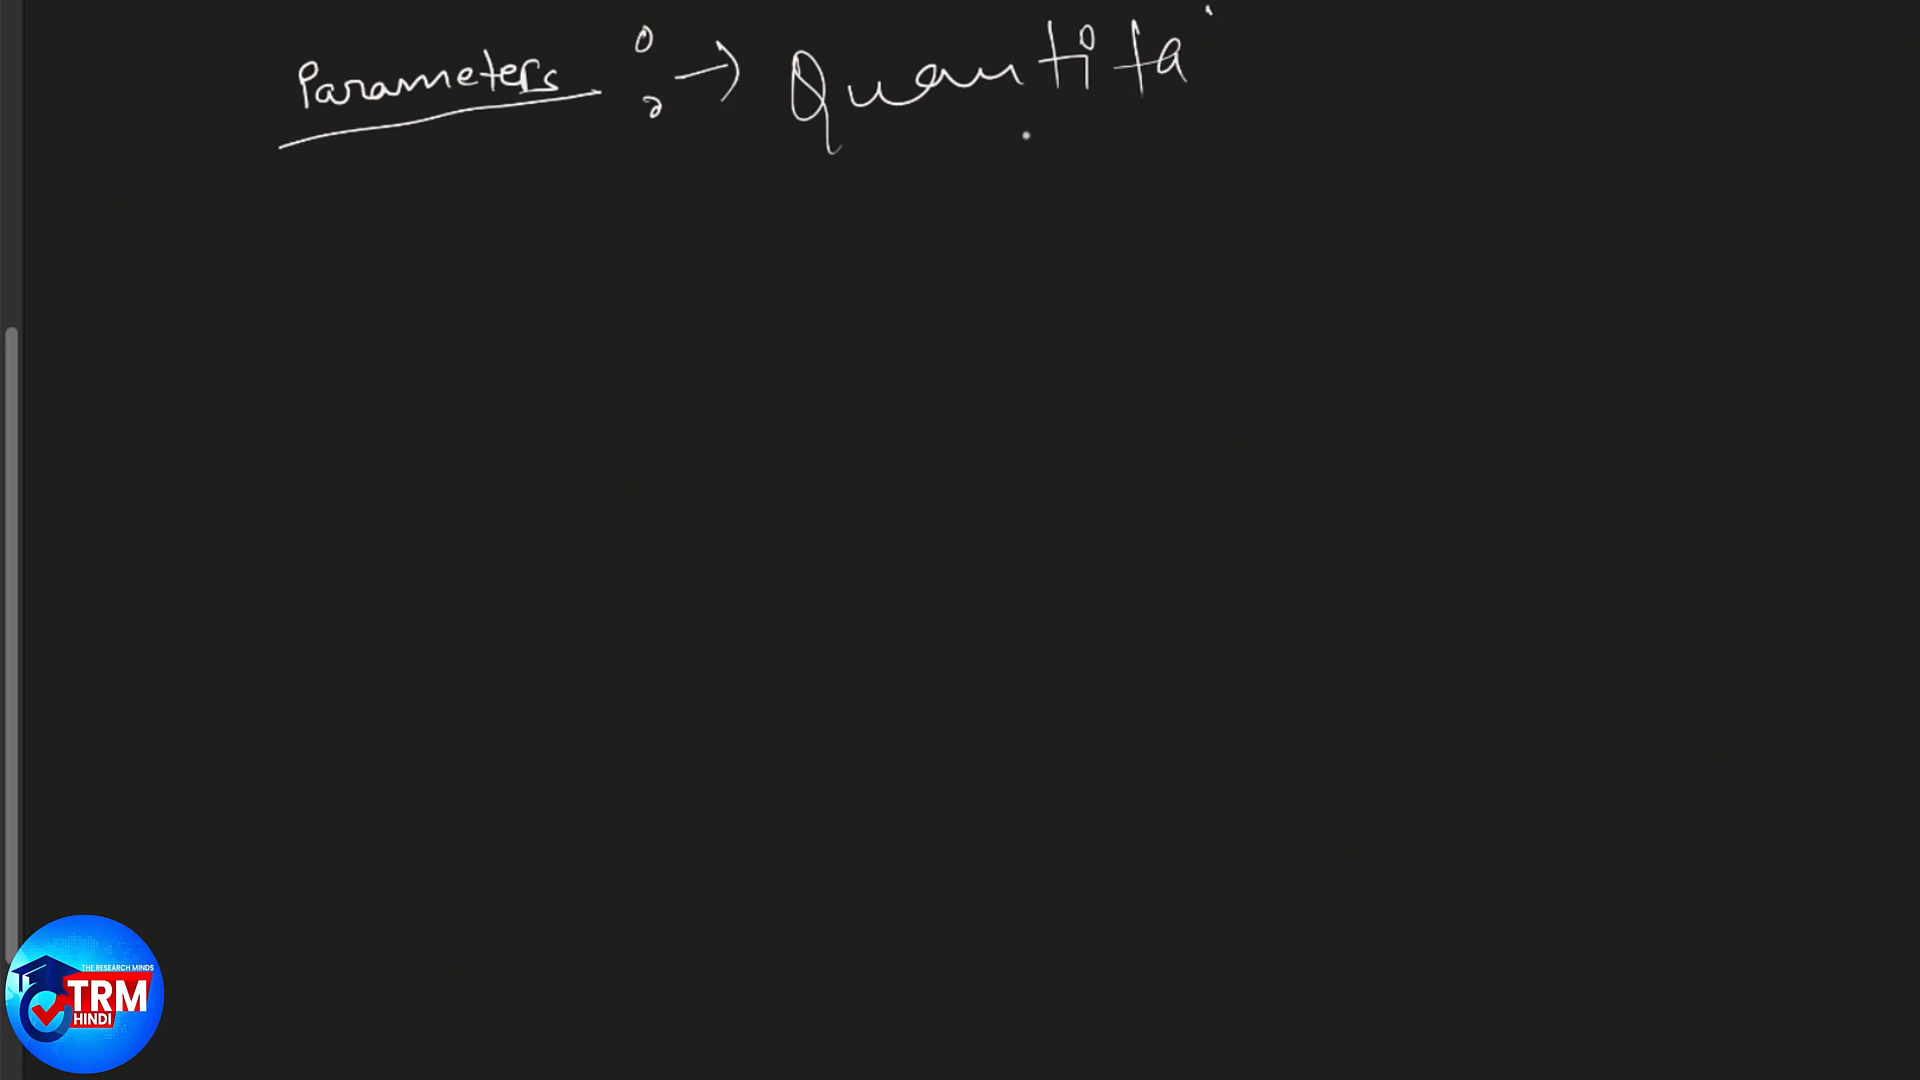 Parameters : → Quantita
THE RESEARCH MINDS
TRM
HINDI